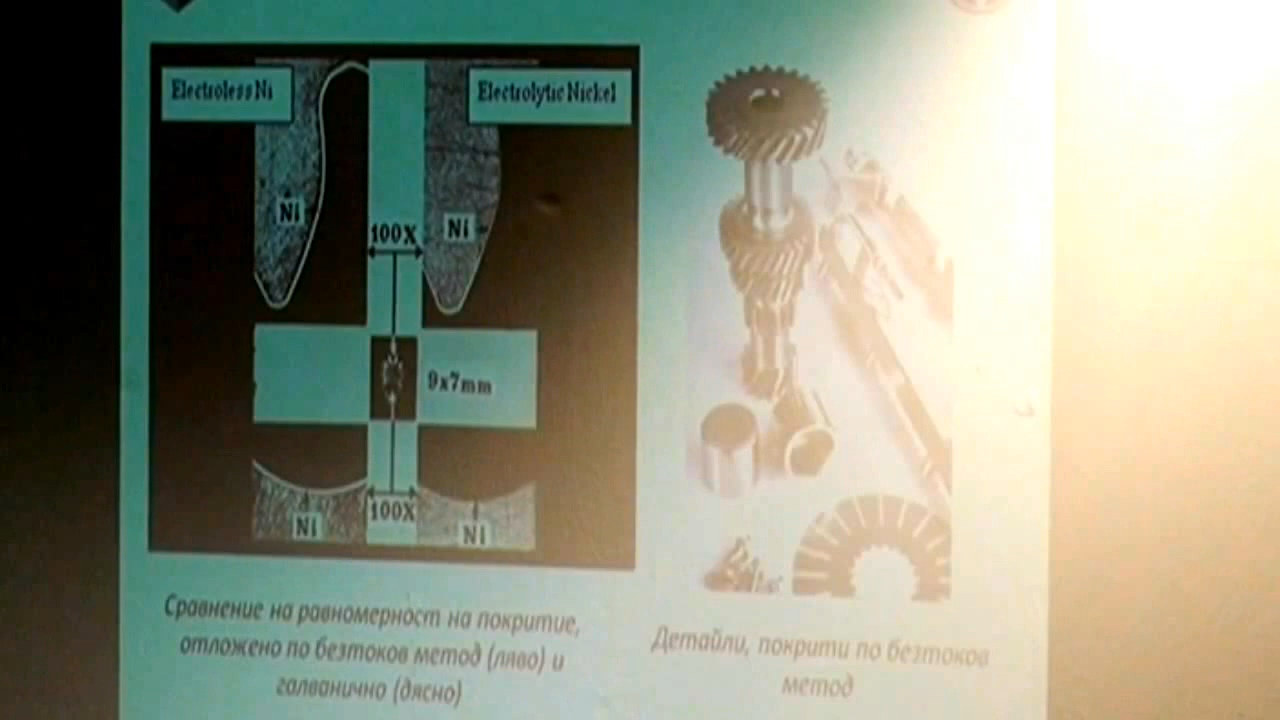 Electroless Ni
Electrolytic Nickel
Ni
100X
Ni
9x7mm
Ni
100X
Ni
Сравнение на равномерност на покритие,
отложено по безтоков метод (ляво) и
галванично (дясно)
Детайли, покрити по безтоков
метод